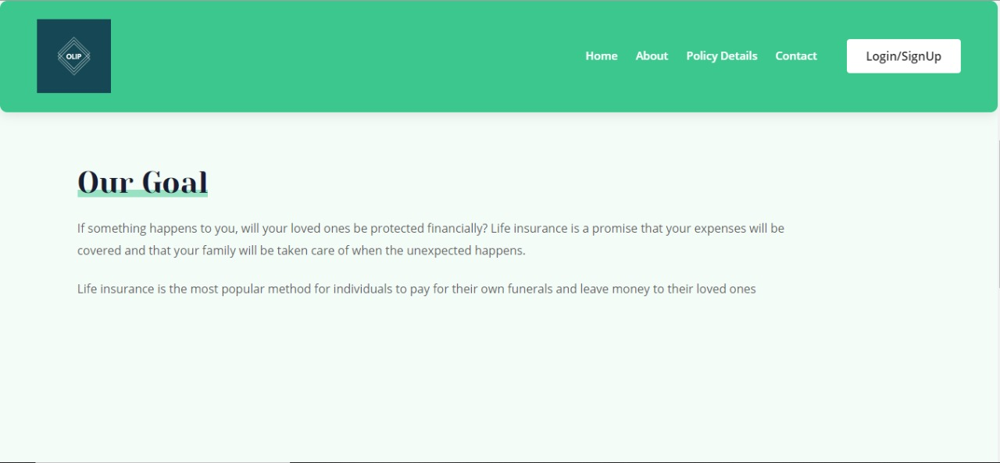 OLIP
Home About Policy Details Contact Login/SignUp
Our Goal
If something happens to you, will your loved ones be protected financially? Life insurance is a promise that your expenses will be
covered and that your family will be taken care of when the unexpected happens.
Life insurance is the most popular method for individuals to pay for their own funerals and leave money to their loved ones